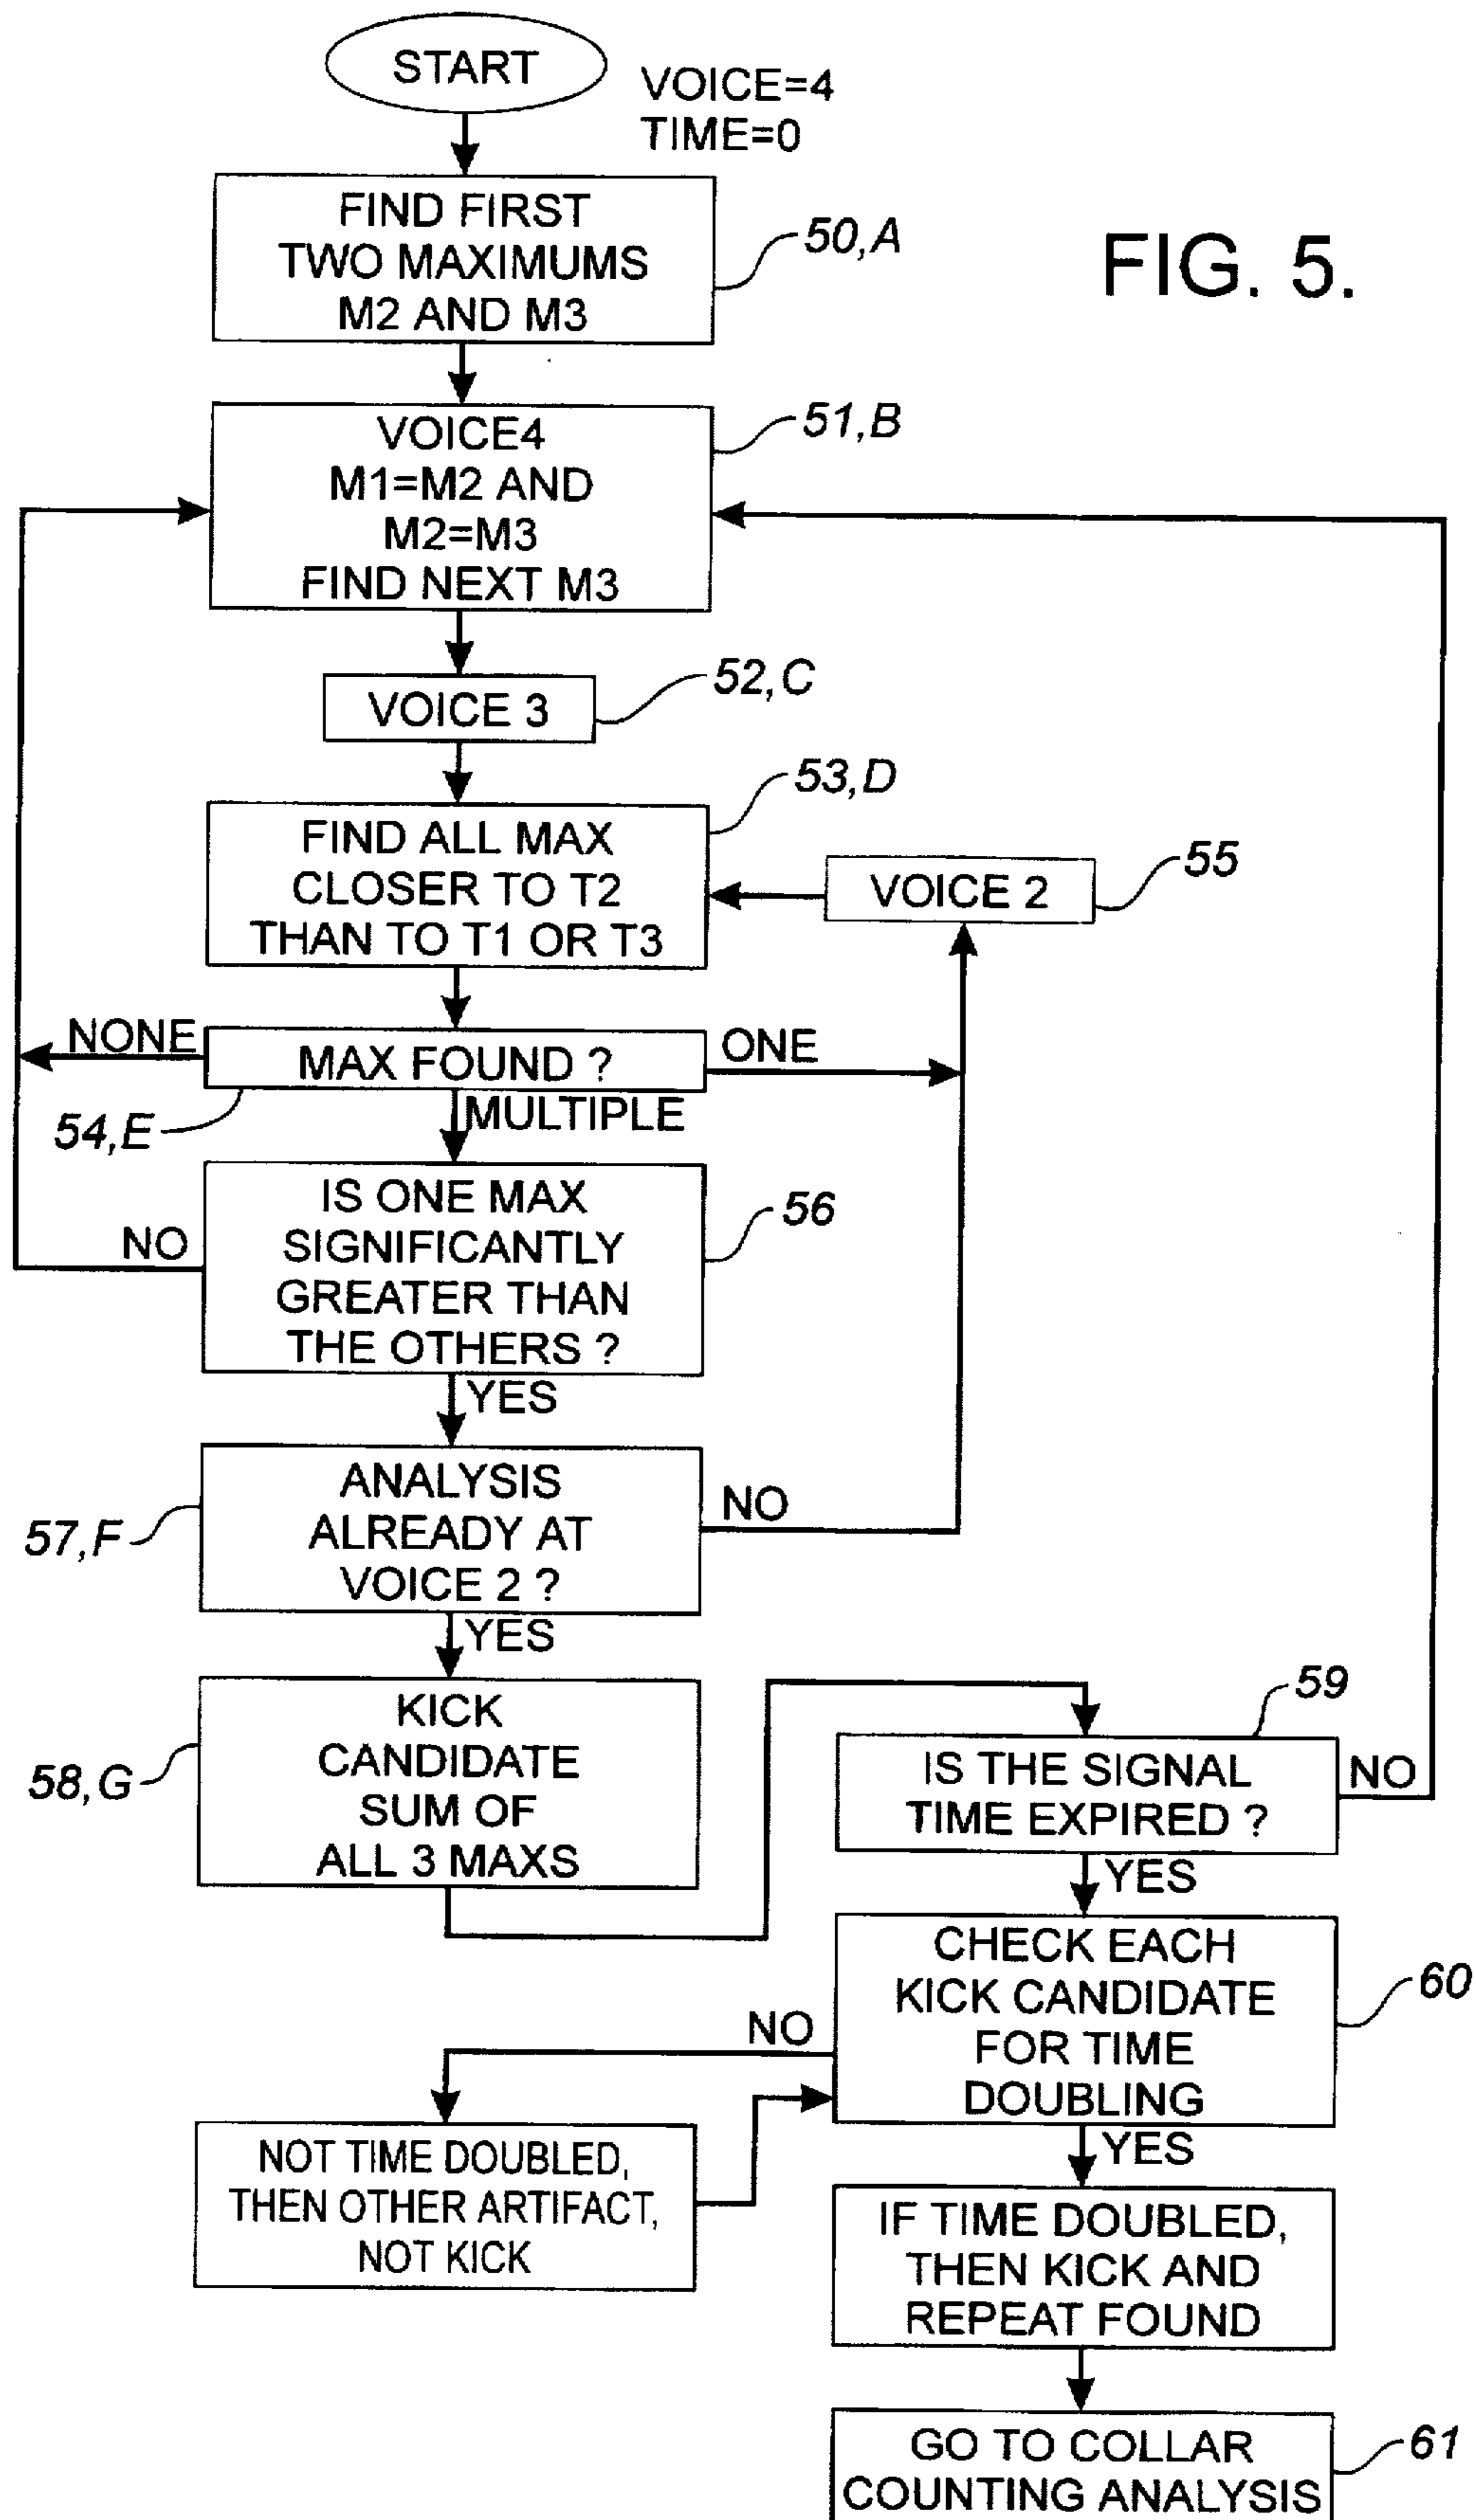 START
VOICE=4
TIME=0
FIND FIRST
TWO MAXIMUMS
M2 AND M3
50,A
FIG. 5.
VOICE4
M1=M2 AND
M2=M3
FIND NEXT M3
51,B
VOICE 3
52,C
FIND ALL MAX
CLOSER TO T2
THAN TO T1 OR T3
53,D
VOICE 2
55
NONE
MAX FOUND ?
ONE
54,E
MULTIPLE
IS ONE MAX
SIGNIFICANTLY
GREATER THAN
THE OTHERS ?
56
NO
YES
ANALYSIS
ALREADY AT
VOICE 2 ?
57,F
NO
YES
KICK
CANDIDATE
SUM OF
ALL 3 MAXS
58,G
IS THE SIGNAL
TIME EXPIRED ?
59
NO
YES
CHECK EACH
KICK CANDIDATE
FOR TIME
DOUBLING
60
NO
NOT TIME DOUBLED,
THEN OTHER ARTIFACT,
NOT KICK
YES
IF TIME DOUBLED,
THEN KICK AND
REPEAT FOUND
GO TO COLLAR
COUNTING ANALYSIS
61